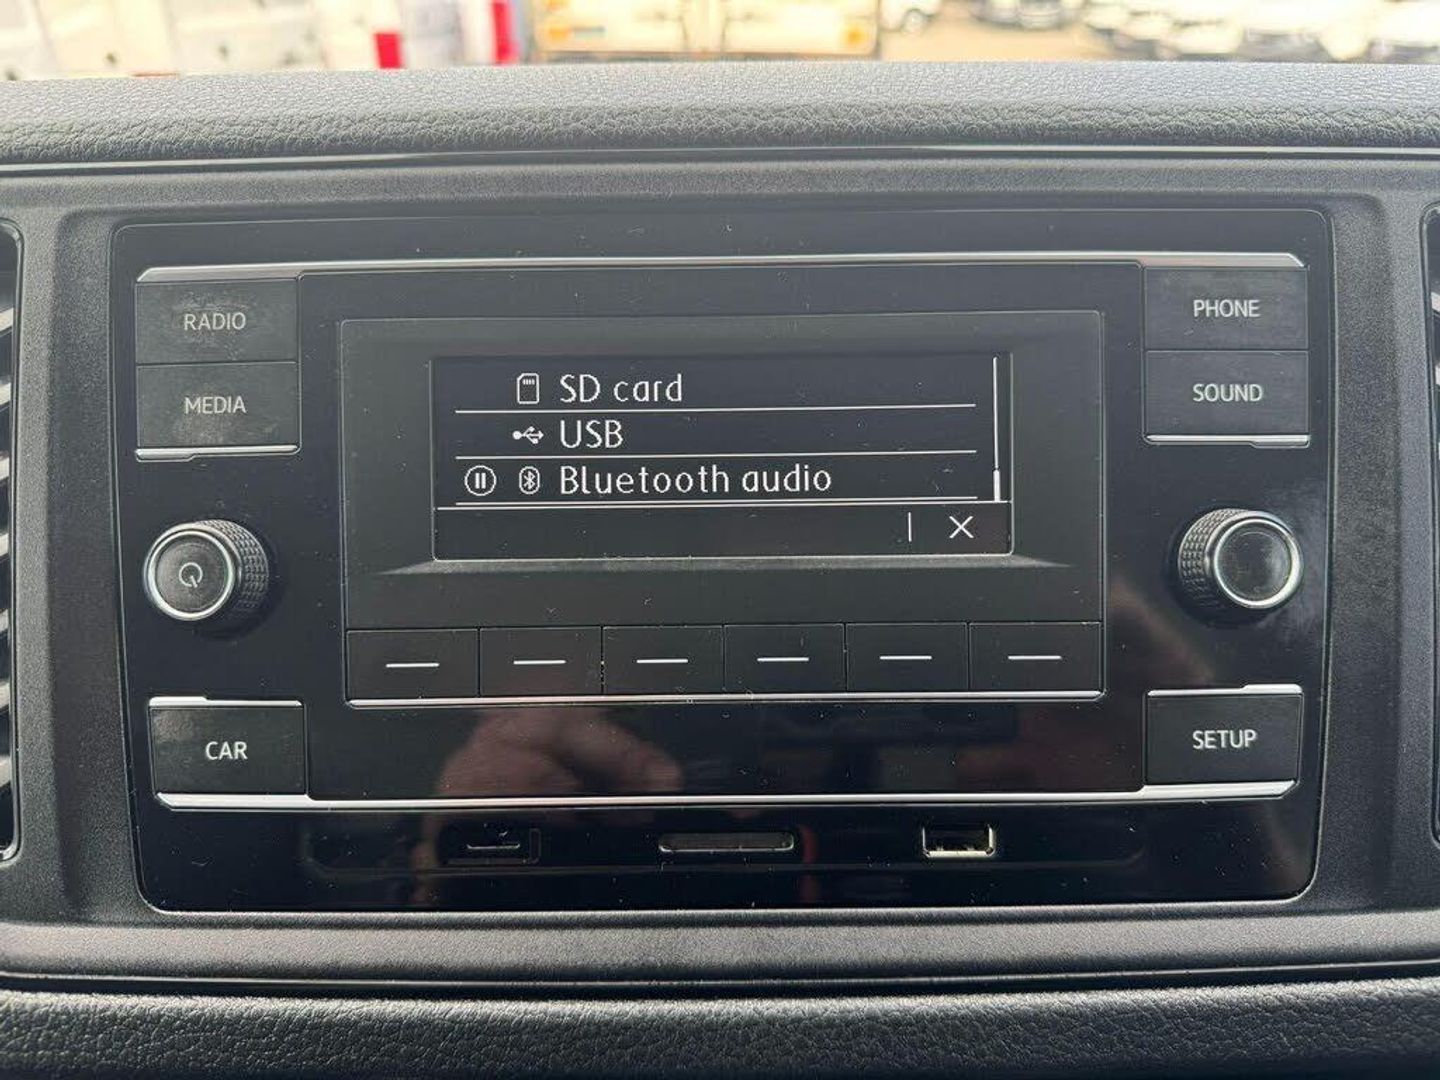 RADIO
PHONE
MEDIA
SOUND
SD card
USB
Bluetooth audio
CAR
SETUP